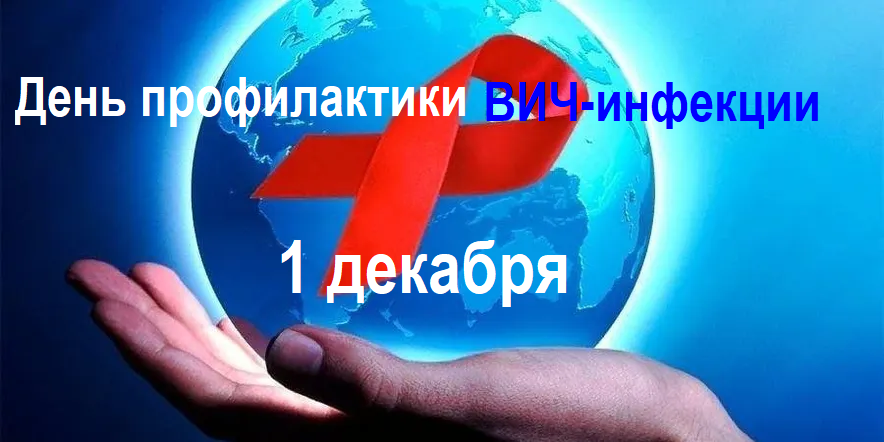 День профилактики ВИЧ-инфекции
1 декабря